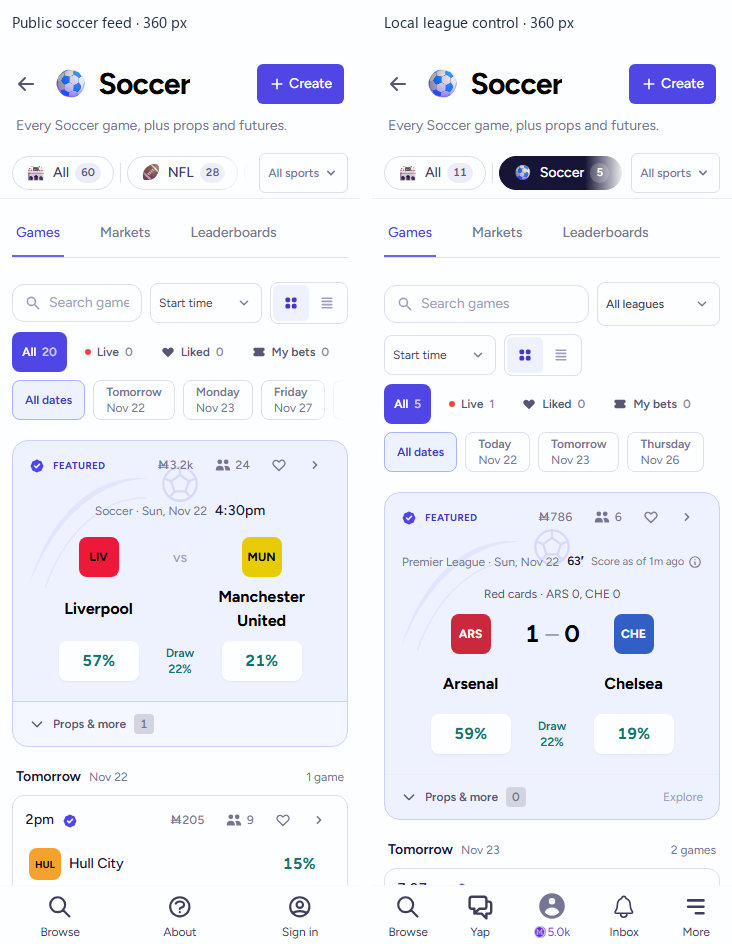 Public soccer feed · 360 px
Soccer
+ Create
Every Soccer game, plus props and futures.
All 60
NFL 28
All sports
Games
Markets
Leaderboards
Search game
Start time
All 20
Live 0
Liked 0
My bets 0
All dates
Tomorrow
Nov 22
Monday
Nov 23
Friday
Nov 27
FEATURED
Ɱ3.2k
24
Soccer · Sun, Nov 22 4:30pm
LIV
vs
MUN
Liverpool
Manchester
United
57%
Draw
22%
21%
Props & more 1
Tomorrow Nov 22
1 game
2pm
Ɱ205
9
HUL Hull City
15%
Browse
About
Sign in
Local league control · 360 px
Soccer
+ Create
Every Soccer game, plus props and futures.
All 11
Soccer 5
All sports
Games
Markets
Leaderboards
Search games
All leagues
Start time
All 5
Live 1
Liked 0
My bets 0
All dates
Today
Nov 22
Tomorrow
Nov 23
Thursday
Nov 26
FEATURED
Ɱ786
6
Premier League · Sun, Nov 22 63′ Score as of 1m ago
Red cards · ARS 0, CHE 0
ARS
1 – 0
CHE
Arsenal
Chelsea
59%
Draw
22%
19%
Props & more 0
Explore
Tomorrow Nov 23
2 games
Browse
Yap
5.0k
Inbox
More